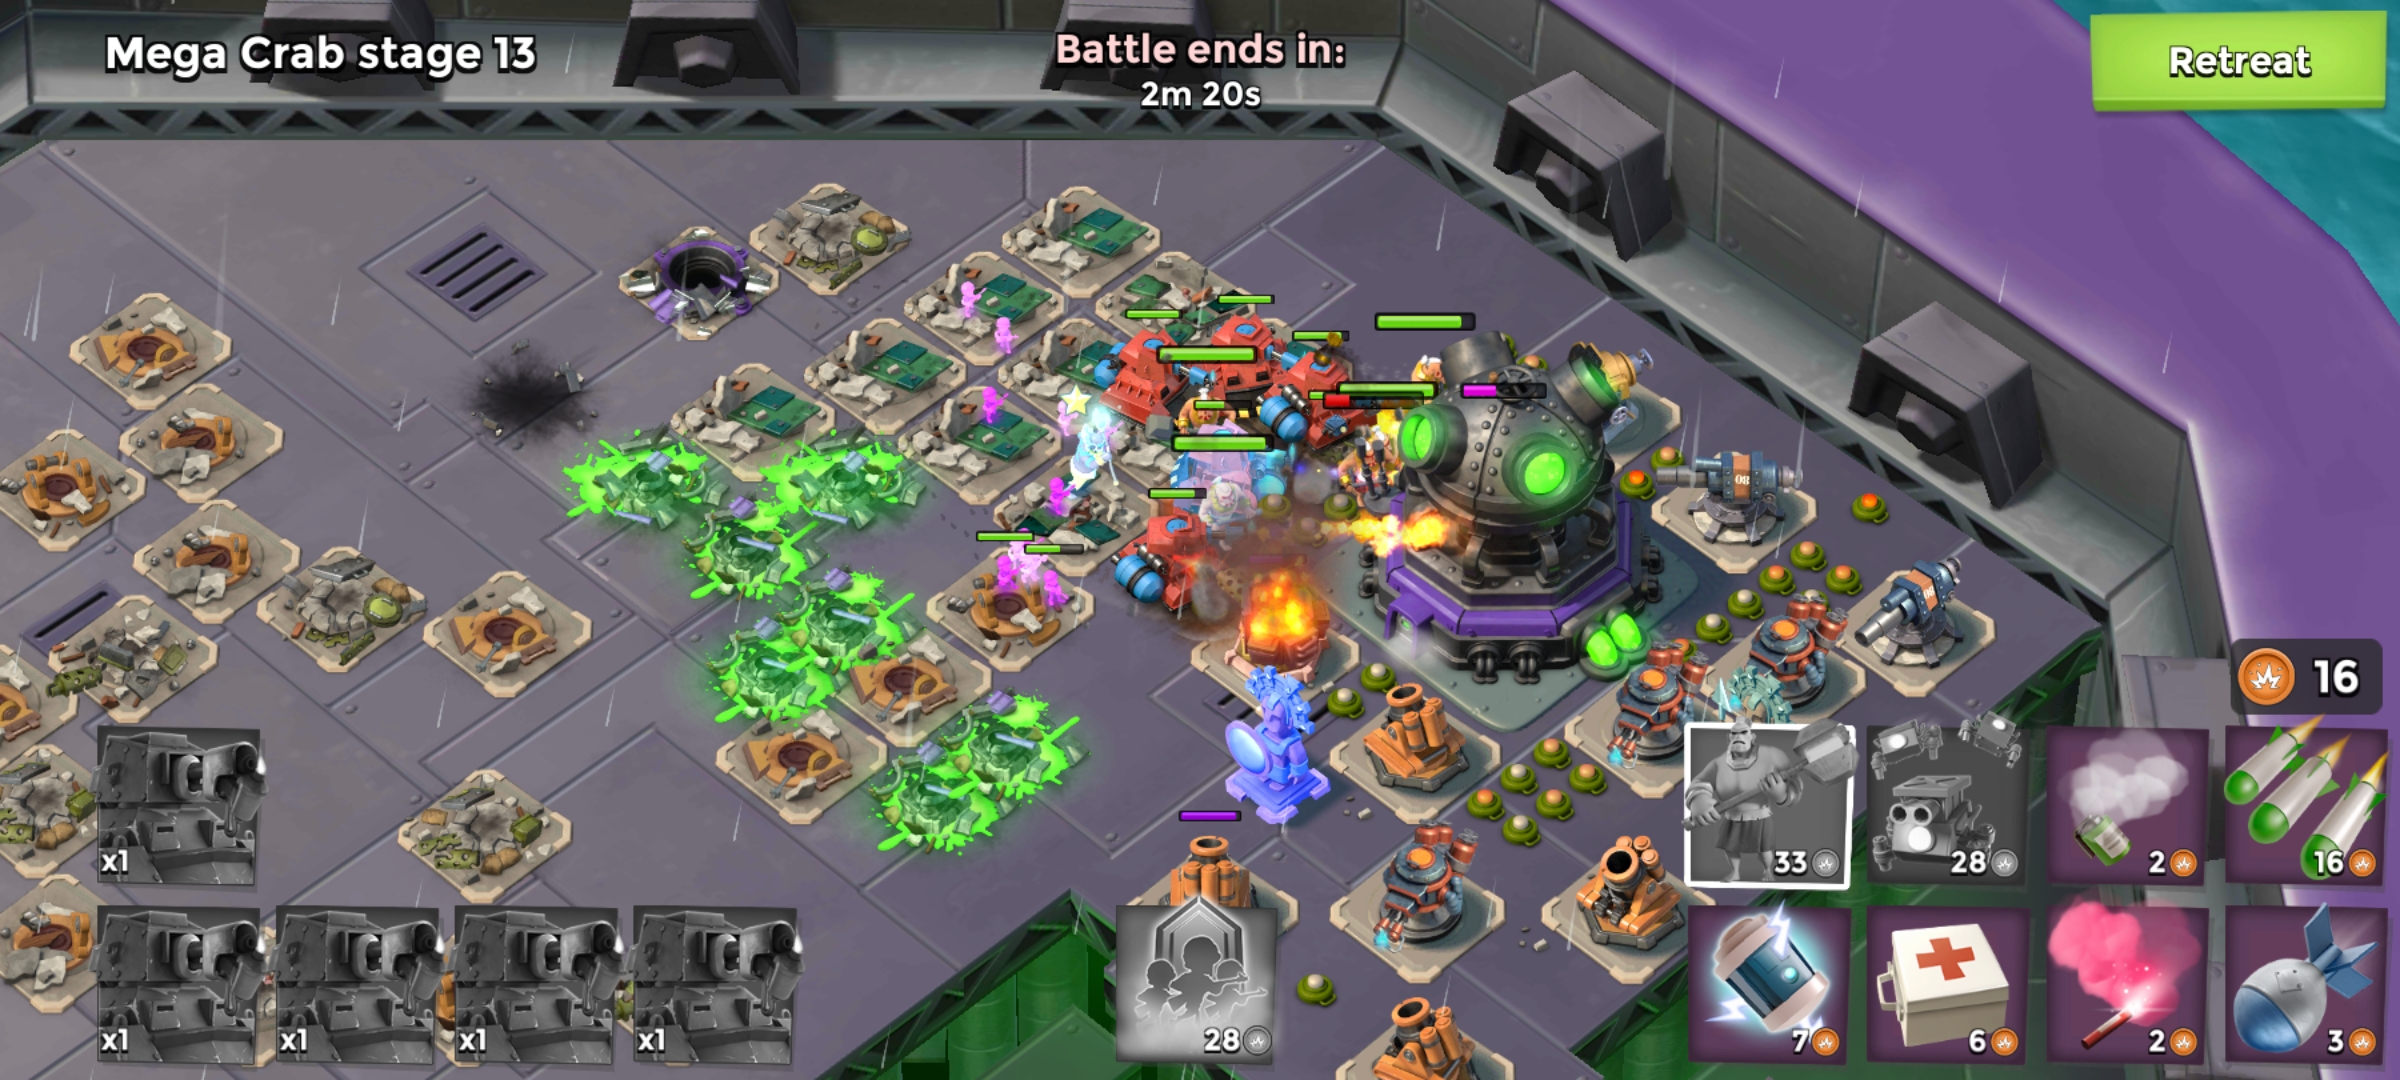 Mega Crab stage 13
Battle ends in:
2m 20s
Retreat
16
x1
33
28
2
16
x1
x1
x1
x1
28
7
6
2
3